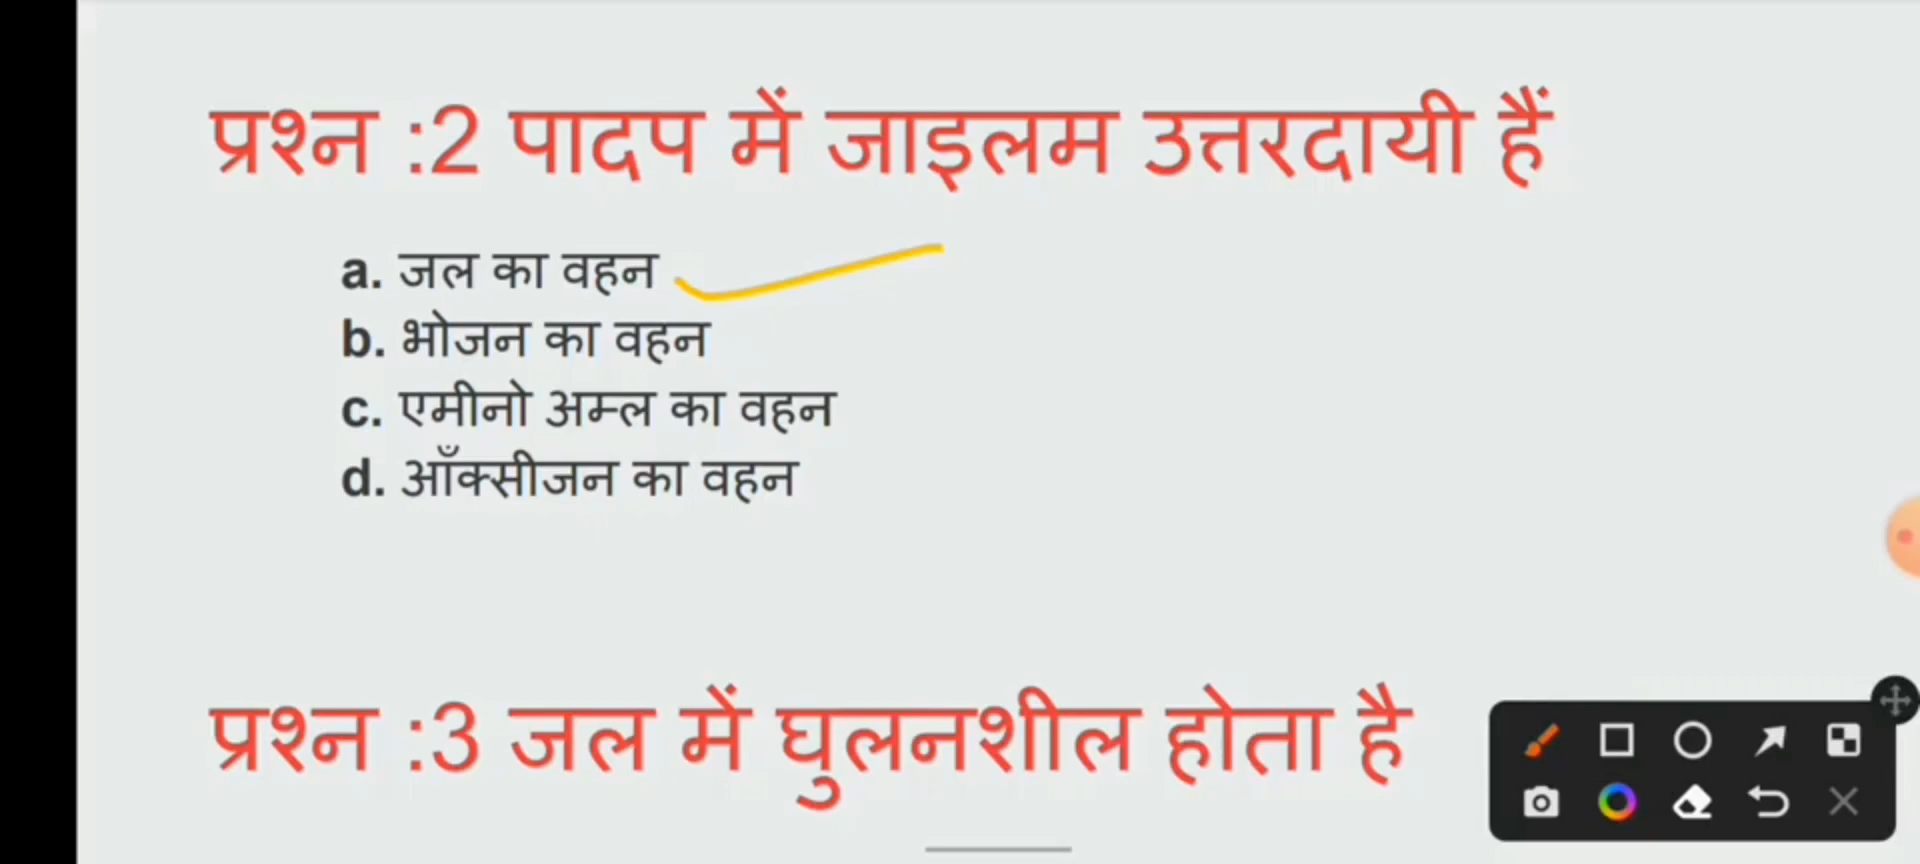 प्रश्न :2 पादप में जाइलम उत्तरदायी हैं
a. जल का वहन
b. भोजन का वहन
c. एमीनो अम्ल का वहन
d. ऑंक्सीजन का वहन
प्रश्न :3 जल में घुलनशील होता है